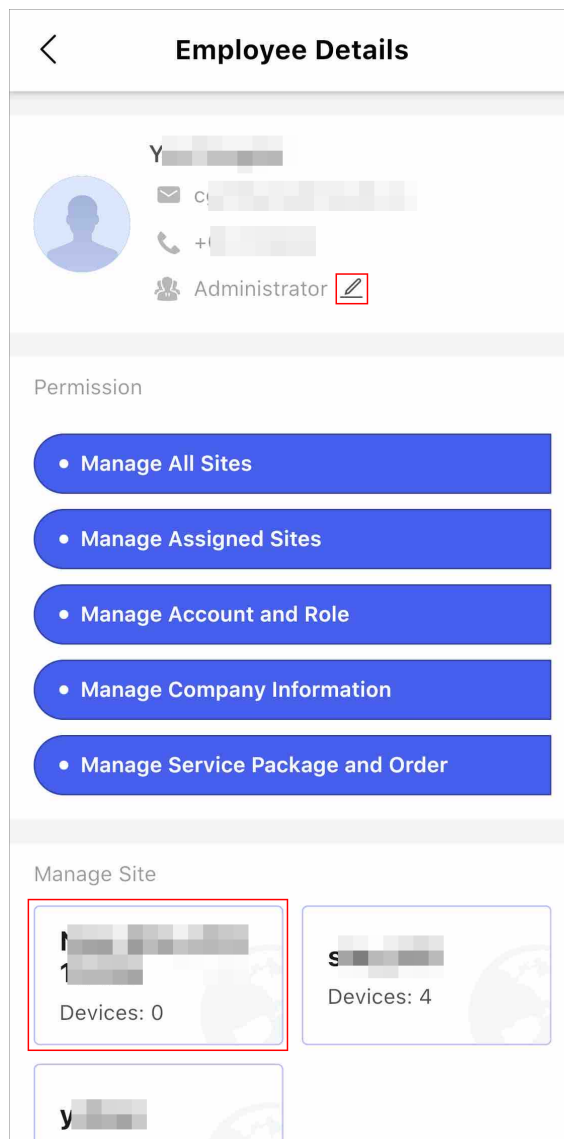 Employee Details
Administrator
Permission
Manage All Sites
Manage Assigned Sites
Manage Account and Role
Manage Company Information
Manage Service Package and Order
Manage Site
Devices: 0
Devices: 4